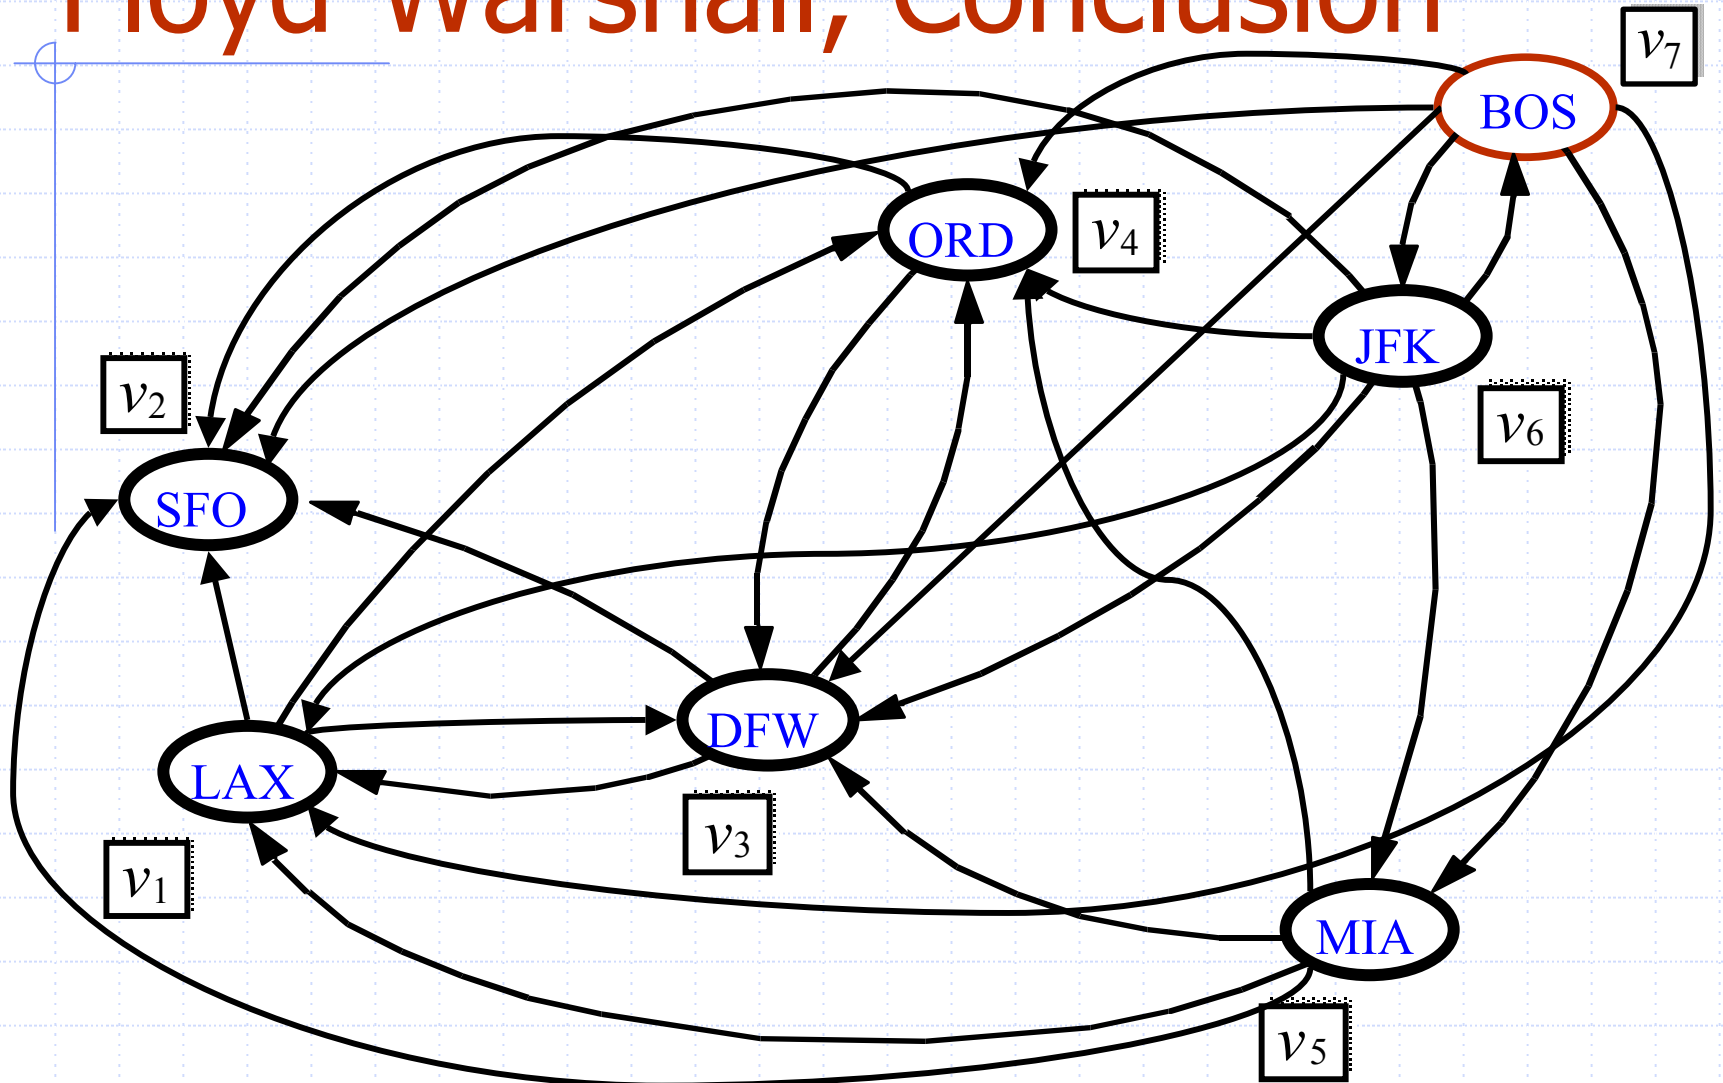 Floyd Warshall, Conclusion
v7
BOS
ORD
v4
JFK
v2
v6
SFO
DFW
LAX
v3
v1
MIA
v5